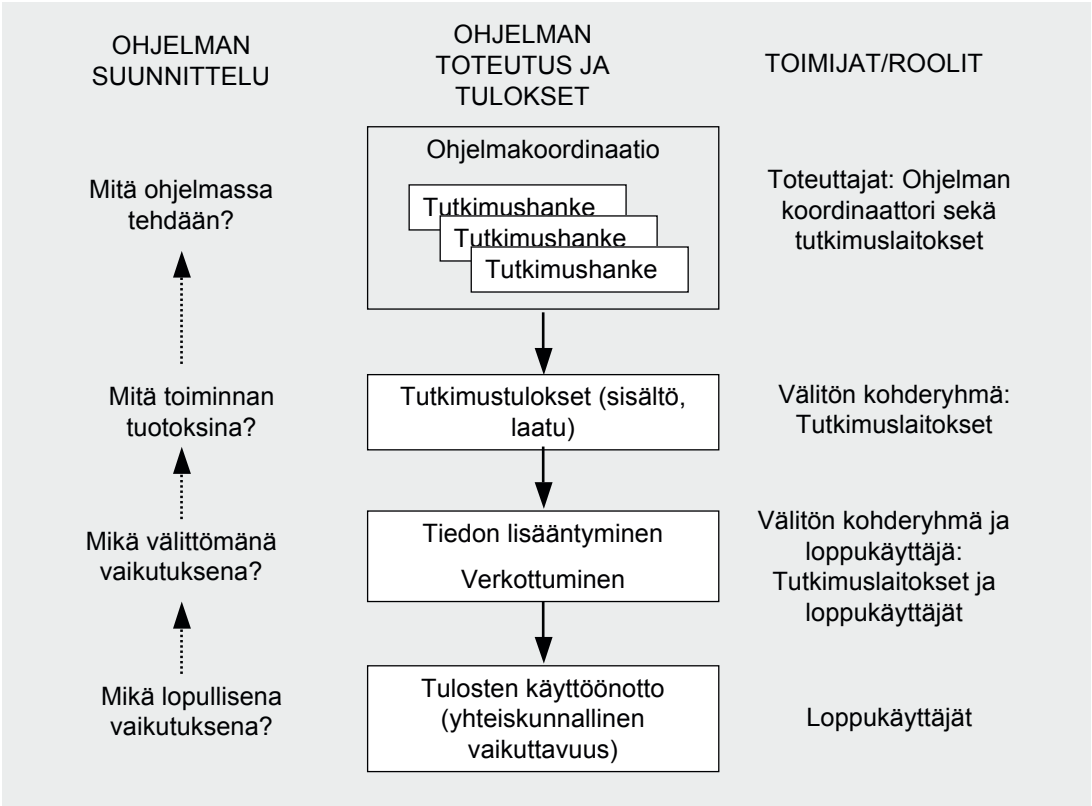 OHJELMAN
SUUNNITTELU
OHJELMAN
TOTEUTUS JA
TULOKSET
TOIMIJAT/ROOLIT
Mitä ohjelmassa
tehdään?
Ohjelmakoordinaatio
Tutkimushanke
Tutkimushanke
Tutkimushanke
Toteuttajat: Ohjelman
koordinaattori sekä
tutkimuslaitokset
Mitä toiminnan
tuotoksina?
Tutkimustulokset (sisältö,
laatu)
Välitön kohderyhmä:
Tutkimuslaitokset
Mikä välittömänä
vaikutuksena?
Tiedon lisääntyminen
Verkottuminen
Välitön kohderyhmä ja
loppukäyttäjä:
Tutkimuslaitokset ja
loppukäyttäjät
Mikä lopullisena
vaikutuksena?
Tulosten käyttöönotto
(yhteiskunnallinen
vaikuttavuus)
Loppukäyttäjät